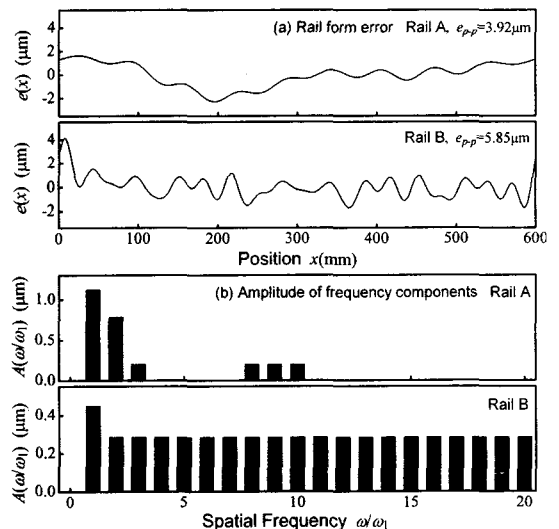 (a) Rail form error Rail A, e_{p-p}=3.92μm
e(x) (μm)
4
2
0
-2
Rail B, e_{p-p}=5.85μm
e(x) (μm)
4
2
0
-2
0 100 200 300 400 500 600
Position x(mm)
(b) Amplitude of frequency components Rail A
A(ω/ω₁) (μm)
1.0
0.5
0.0
Rail B
A(ω/ω₁) (μm)
0.4
0.2
0.0
0 5 10 15 20
Spatial Frequency ω/ω₁